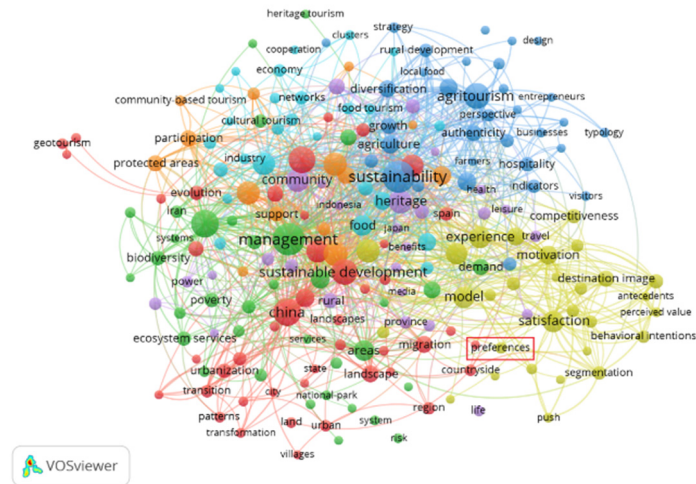 heritage tourism
strategy
clusters
design
cooperation
rural development
economy
local food
diversification
community-based tourism
networks
agritourism
entrepreneurs
food tourism
perspective
cultural tourism
growth
participation
authenticity
businesses
typology
geotourism
agriculture
industry
farmers
protected areas
hospitality
sustainability
community
evolution
health
ndicators
visitors
heritage
indonesia
iran
support
spain
leisure
competitiveness
food
japan
systems
management
experience
travel
benefits
biodiversity
motivation
demand
sustainable development
power
destination image
media
model
poverty
rural
antecedents
china
perceived value
landscapes
province
satisfaction
ecosystem services
services
behavioral intentions
migration
preferences
areas
urbanization
state
countryside
segmentation
landscape
transition
city
national-park
patterns
land
urban
system
region
life
push
transformation
risk
villages
VOSviewer